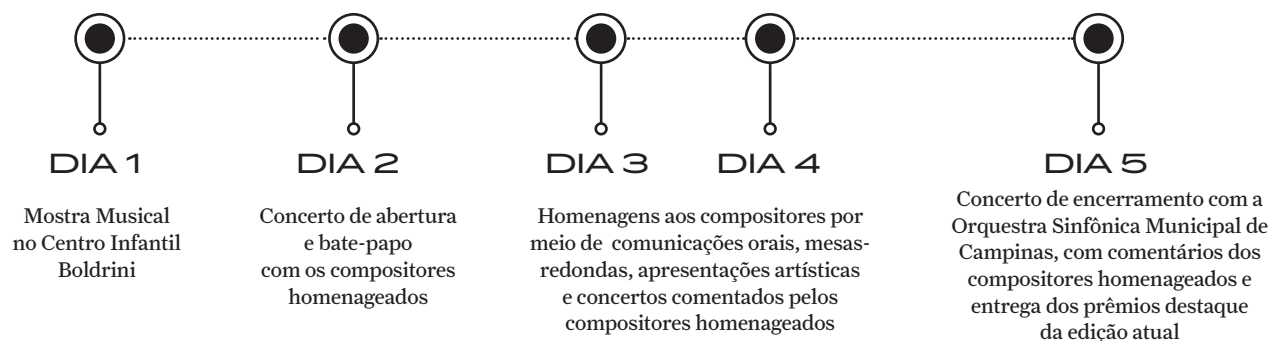 DIA 1
Mostra Musical
no Centro Infantil
Boldrini
DIA 2
Concerto de abertura
e bate-papo
com os compositores
homenageados
DIA 3
DIA 4
Homenagens aos compositores por
meio de comunicações orais, mesas-
redondas, apresentações artísticas
e concertos comentados pelos
compositores homenageados
DIA 5
Concerto de encerramento com a
Orquestra Sinfônica Municipal de
Campinas, com comentários dos
compositores homenageados e
entrega dos prêmios destaque
da edição atual